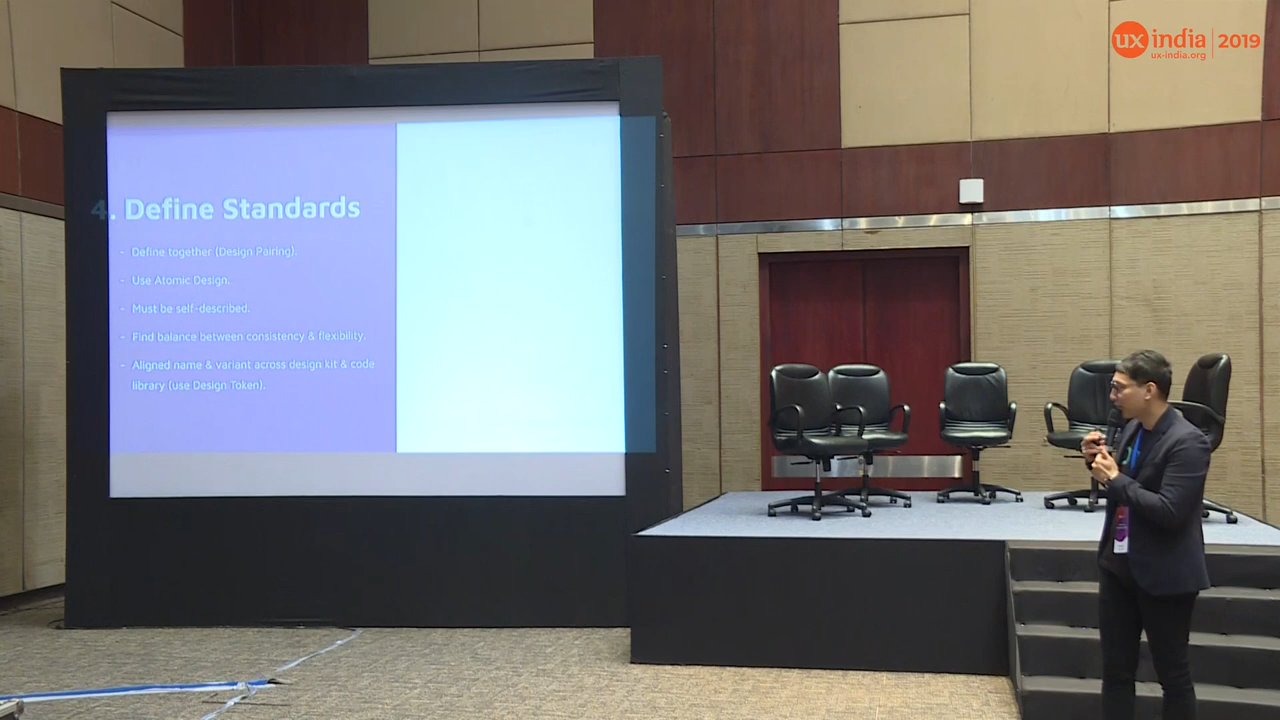 ux india 2019
ux-india.org
4. Define Standards
- Define together (Design Pairing).
- Use Atomic Design.
- Must be self-described.
- Find balance between consistency & flexibility.
- Aligned name & variant across design kit & code
library (use Design Token).